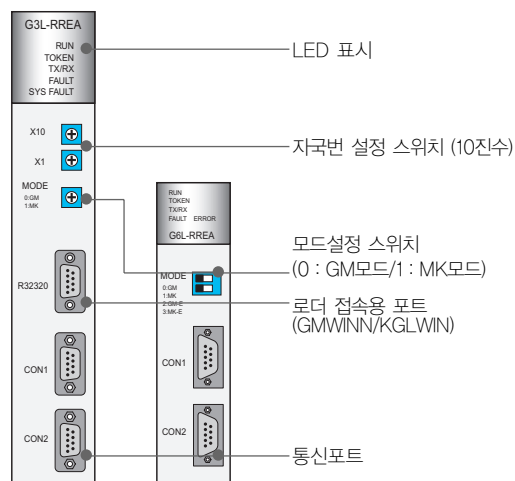 G3L-RREA
RUN
TOKEN
TX/RX
FAULT
SYS FAULT
X10
X1
MODE
0:GM
1:MK
R32320
CON1
CON2
RUN
TOKEN
TX/RX
FAULT ERROR
G6L-RREA
MODE
0:GM
1:MK
2:GM-E
3:MK-E
CON1
CON2
LED 표시
자국번 설정 스위치 (10진수)
모드설정 스위치
(0 : GM모드/1 : MK모드)
로더 접속용 포트
(GMWINN/KGLWIN)
통신포트